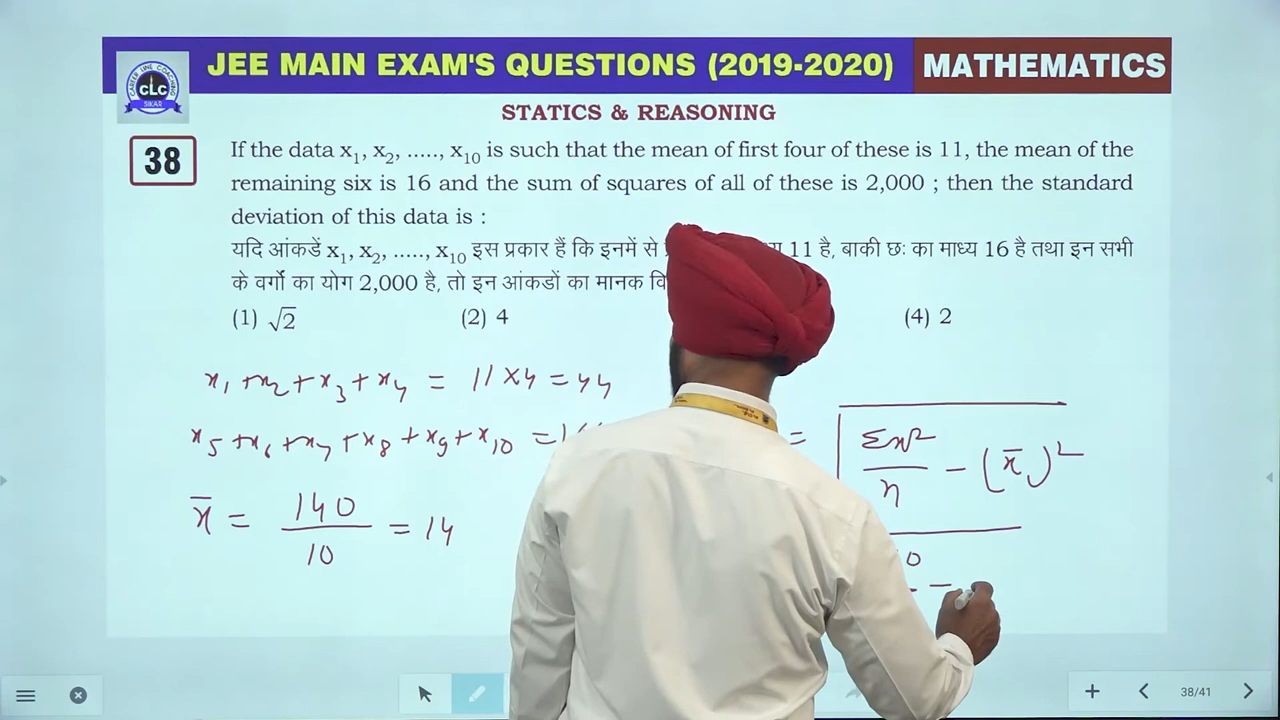 JEE MAIN EXAM'S QUESTIONS (2019-2020) MATHEMATICS
CAREER LINE COACHING
CLC
SIKAR
STATICS & REASONING
38 If the data x₁, x₂, ....., x₁₀ is such that the mean of first four of these is 11, the mean of the
remaining six is 16 and the sum of squares of all of these is 2,000 ; then the standard
deviation of this data is :
यदि आंकडें x₁, x₂, ....., x₁₀ इस प्रकार हैं कि इनमें से 11 है, बाकी छः का माध्य 16 है तथा इन सभी
के वर्गों का योग 2,000 है, तो इन आंकडों का मानक
(1) √2 (2) 4 (4) 2
x₁ + x₂ + x₃ + x₄ = 11 × 4 = 44
x₅ + x₆ + x₇ + x₈ + x₉ + x₁₀ =
= √(Σx²/n − (x̄)²)
x̄ = 140/10 = 14
0 −
38/41